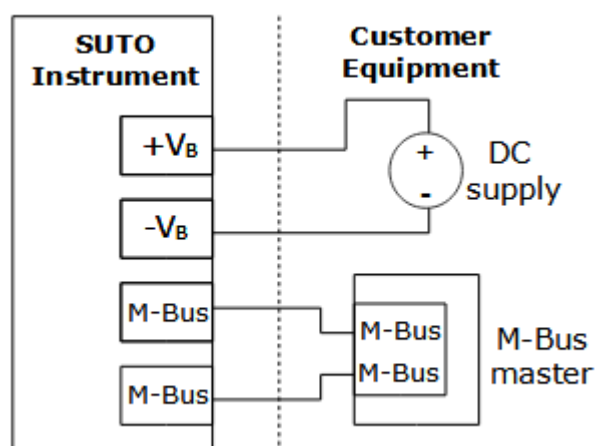 SUTO
Instrument
Customer
Equipment
+VB
+
-
DC
supply
-VB
M-Bus
M-Bus
M-Bus
M-Bus
M-Bus
master